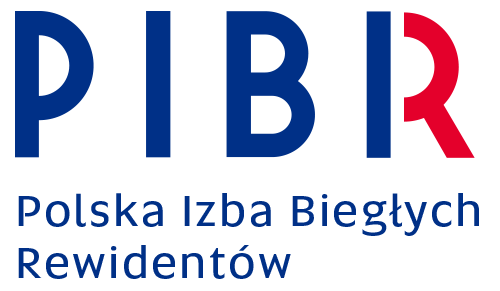 PIBR
Polska Izba Biegłych
Rewidentów